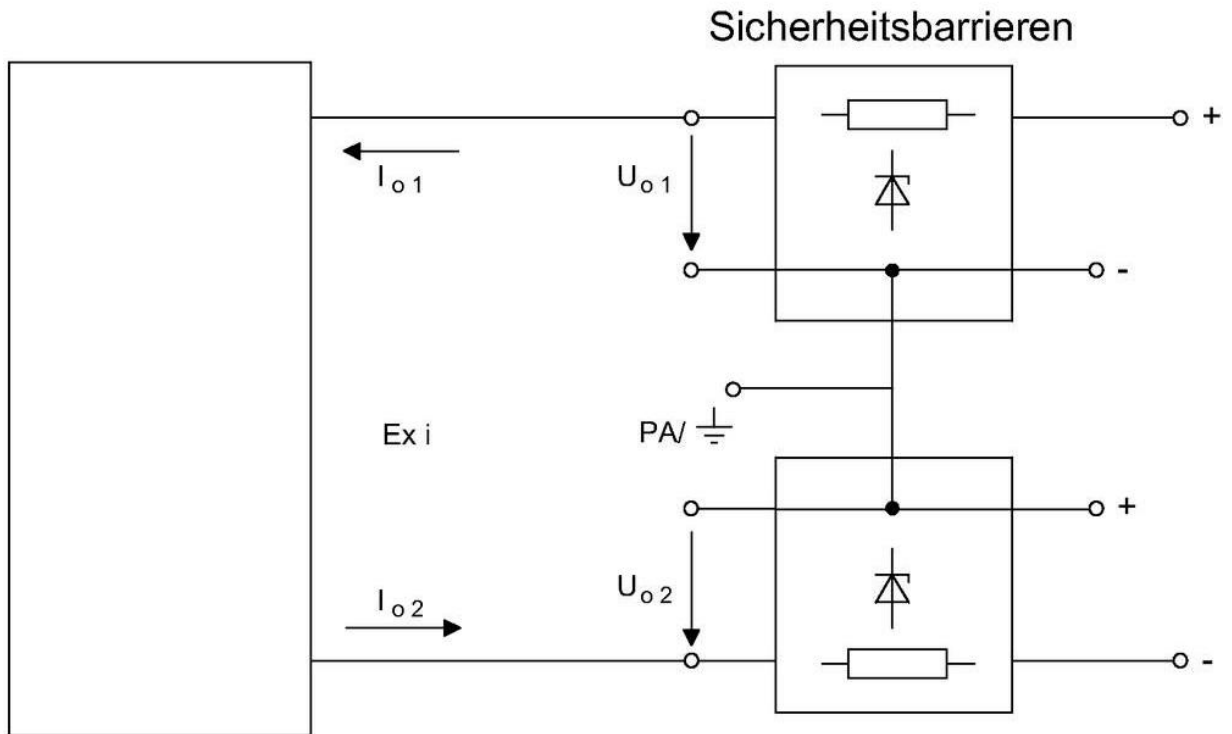 Sicherheitsbarrieren
+
I o 1
U o 1
-
Ex i
PA/
+
I o 2
U o 2
-